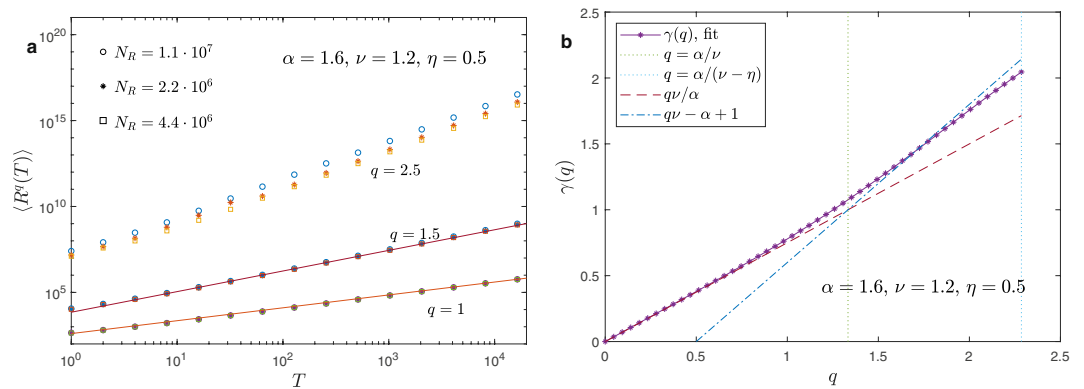 a
N_R = 1.1 · 10^7
N_R = 2.2 · 10^6
N_R = 4.4 · 10^6
α = 1.6, ν = 1.2, η = 0.5
q = 2.5
q = 1.5
q = 1
10^20
10^15
10^10
10^5
10^0
10^1
10^2
10^3
10^4
T
⟨R^q(T)⟩
b
γ(q), fit
q = α/ν
q = α/(ν − η)
qν/α
qν − α + 1
α = 1.6, ν = 1.2, η = 0.5
2.5
2
1.5
1
0.5
0
0
0.5
1
1.5
2
q
γ(q)